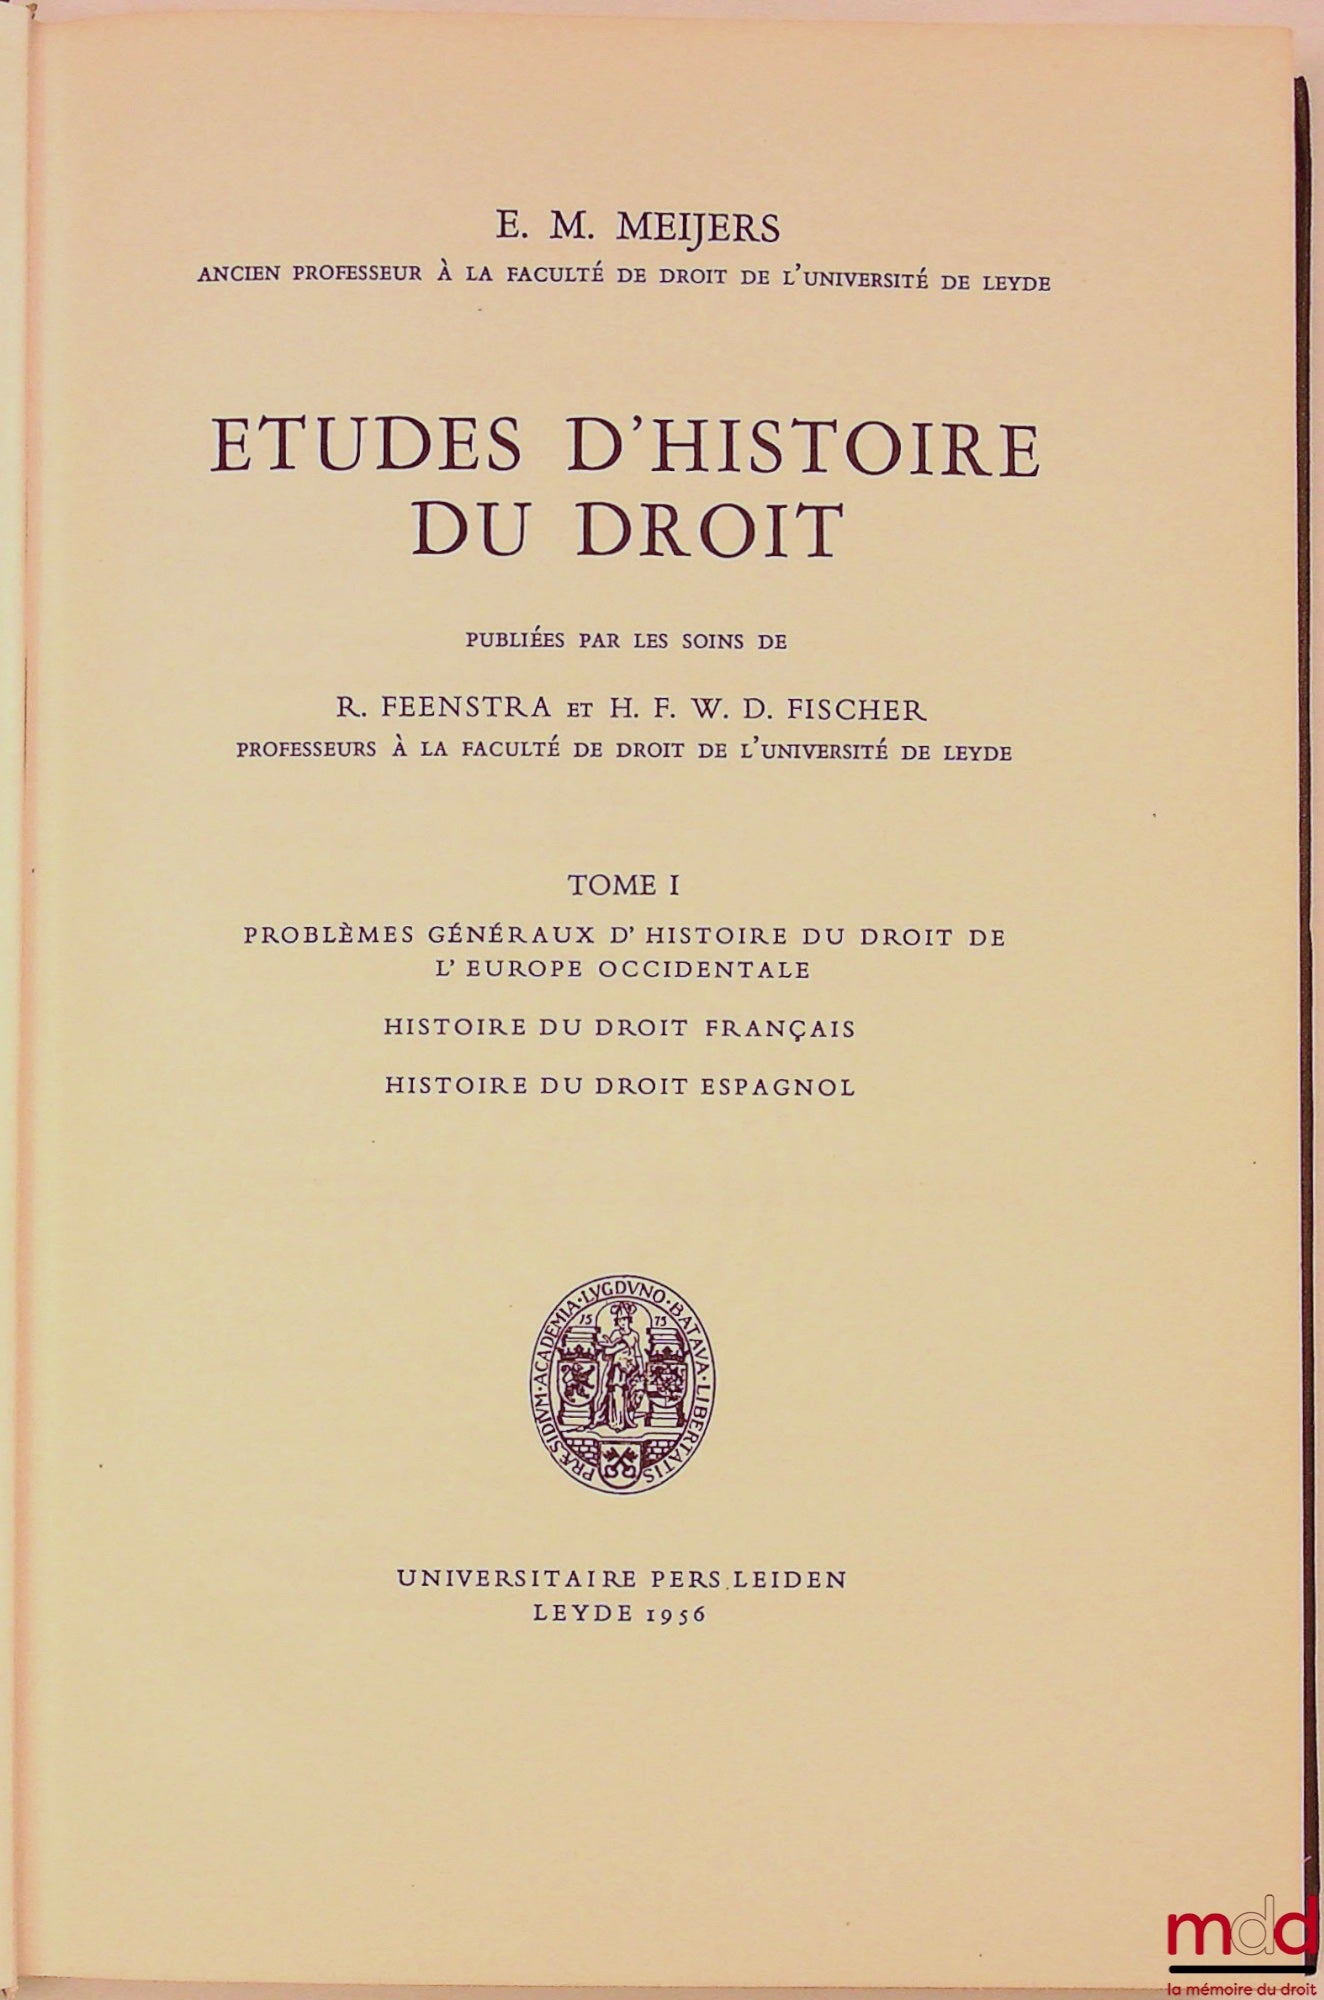 E. M. MEIJERS
ANCIEN PROFESSEUR À LA FACULTÉ DE DROIT DE L'UNIVERSITÉ DE LEYDE
ETUDES D'HISTOIRE
DU DROIT
PUBLIÉES PAR LES SOINS DE
R. FEENSTRA ET H. F. W. D. FISCHER
PROFESSEURS À LA FACULTÉ DE DROIT DE L'UNIVERSITÉ DE LEYDE
TOME I
PROBLÈMES GÉNÉRAUX D' HISTOIRE DU DROIT DE
L' EUROPE OCCIDENTALE
HISTOIRE DU DROIT FRANÇAIS
HISTOIRE DU DROIT ESPAGNOL
PRÆSIDIVM·ACADEMIA·LVGDVNO·BATAVA·LIBERTATIS
15 75
UNIVERSITAIRE PERS LEIDEN
LEYDE 1956
mdd
la mémoire du droit